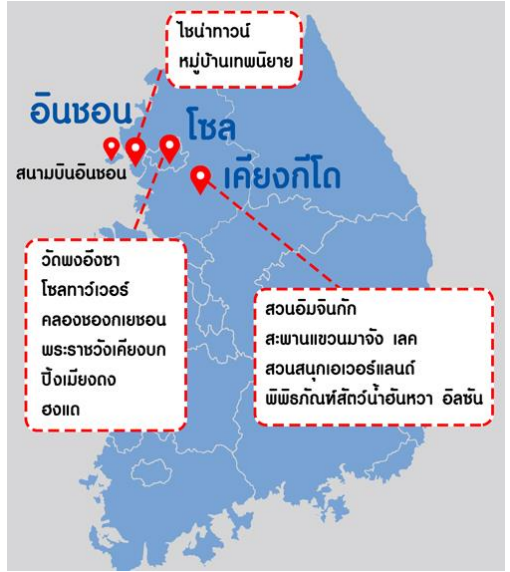 ไชน่าทาวน์
หมู่บ้านเทพนิยาย
อินชอน
โซล
สนามบินอินชอน
เคียงกีโด
วัดพงอึงซา
โซลทาว์เวอร์
คลองชองกเยชอน
พระราชวังเคียงบก
ปิ้งเมียงดง
ฮงแด
สวนอิมจินกัก
สะพานแขวนมาจัง เลค
สวนสนุกเอเวอร์แลนด์
พิพิธภัณฑ์สัตว์น้ำฮันหวา อิลซัน